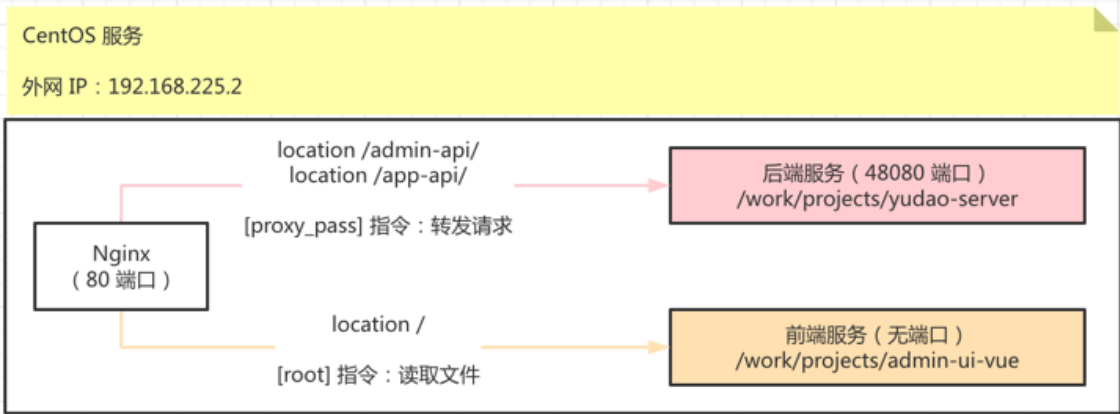 CentOS 服务
外网 IP：192.168.225.2
location /admin-api/
location /app-api/
[proxy_pass] 指令：转发请求
后端服务（48080 端口）
/work/projects/yudao-server
Nginx
（80 端口）
location /
[root] 指令：读取文件
前端服务（无端口）
/work/projects/admin-ui-vue